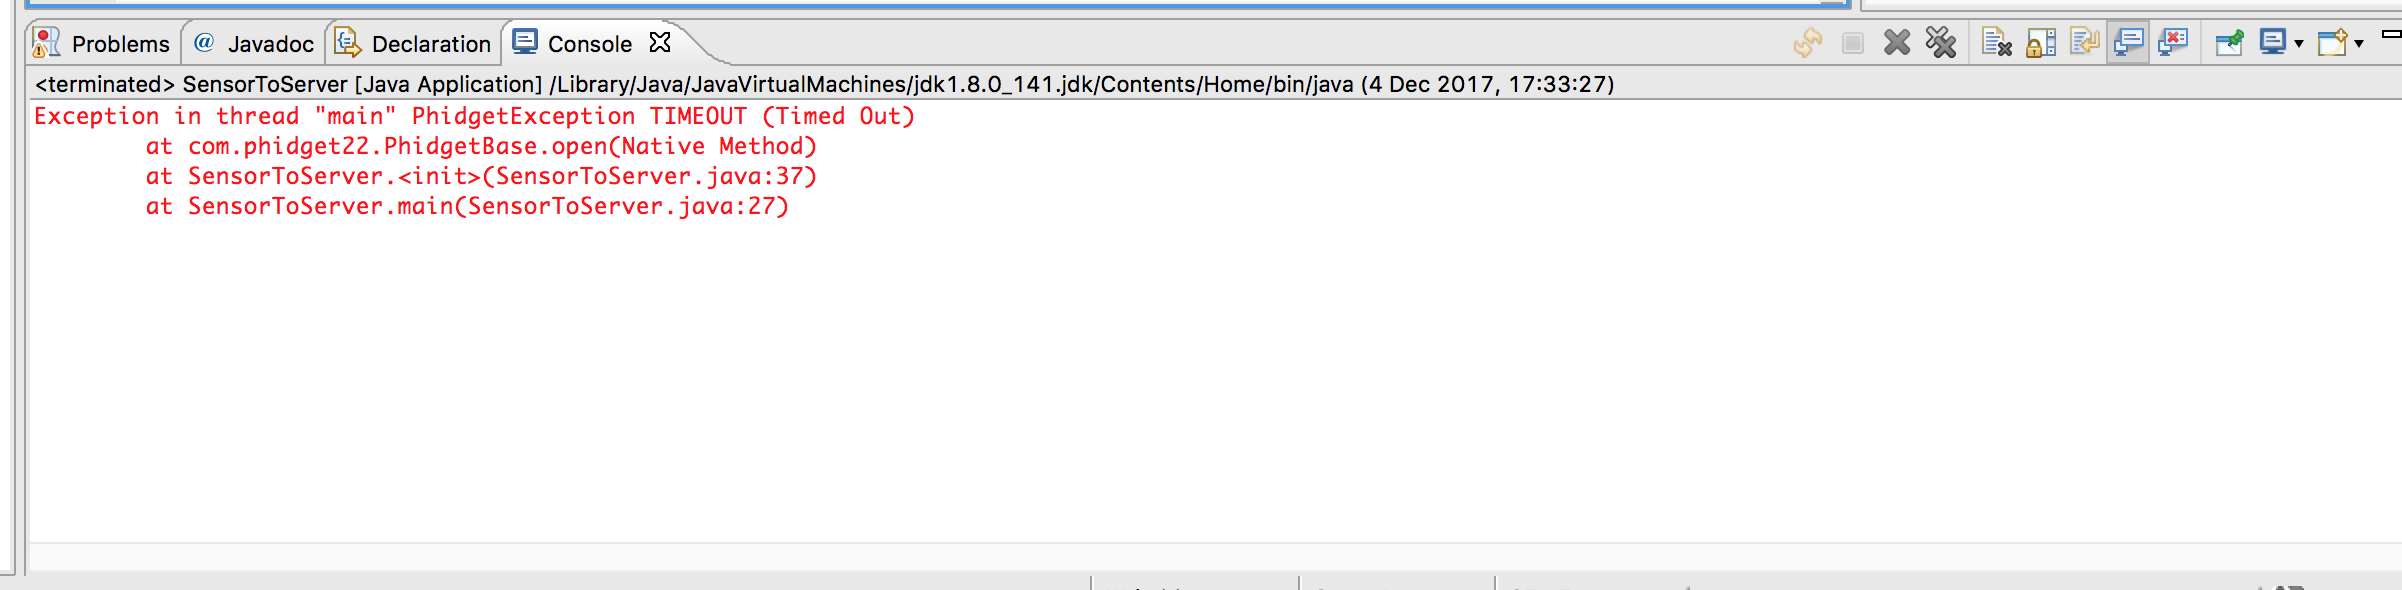 Problems @ Javadoc Declaration Console
<terminated> SensorToServer [Java Application] /Library/Java/JavaVirtualMachines/jdk1.8.0_141.jdk/Contents/Home/bin/java (4 Dec 2017, 17:33:27)
Exception in thread "main" PhidgetException TIMEOUT (Timed Out)
at com.phidget22.PhidgetBase.open(Native Method)
at SensorToServer.<init>(SensorToServer.java:37)
at SensorToServer.main(SensorToServer.java:27)